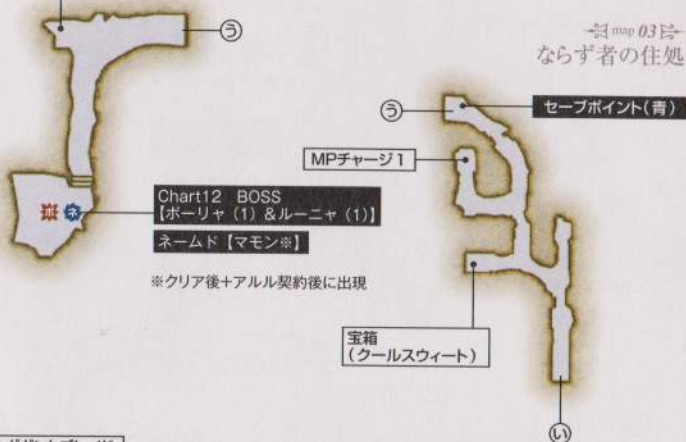 map 03
ならず者の住処
う
う
セーブポイント(青)
MPチャージ1
Chart12 BOSS
【ボーリャ(1)&ルーニャ(1)】
ネ
ネームド【マモン※】
※クリア後+アルル契約後に出現
宝箱
(クールスウィート)
い